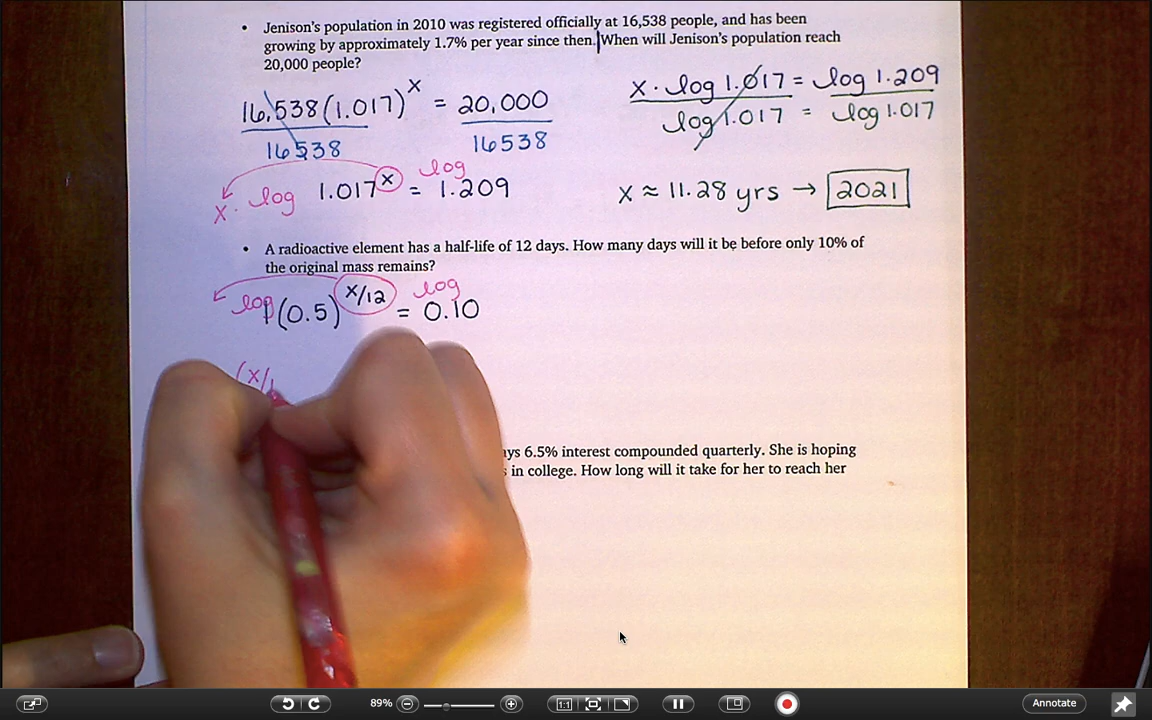 • Jenison's population in 2010 was registered officially at 16,538 people, and has been
growing by approximately 1.7% per year since then. When will Jenison's population reach
20,000 people?
16,538(1.017)^x = 20,000
16538 16538
x · log 1.017^x = log 1.209
x · log 1.017 = log 1.209
log 1.017 = log 1.017
x ≈ 11.28 yrs → 2021
• A radioactive element has a half-life of 12 days. How many days will it be before only 10% of
the original mass remains?
log (0.5)^x/12 = log 0.10
(x/1
ys 6.5% interest compounded quarterly. She is hoping
in college. How long will it take for her to reach her
89%
1:1
Annotate